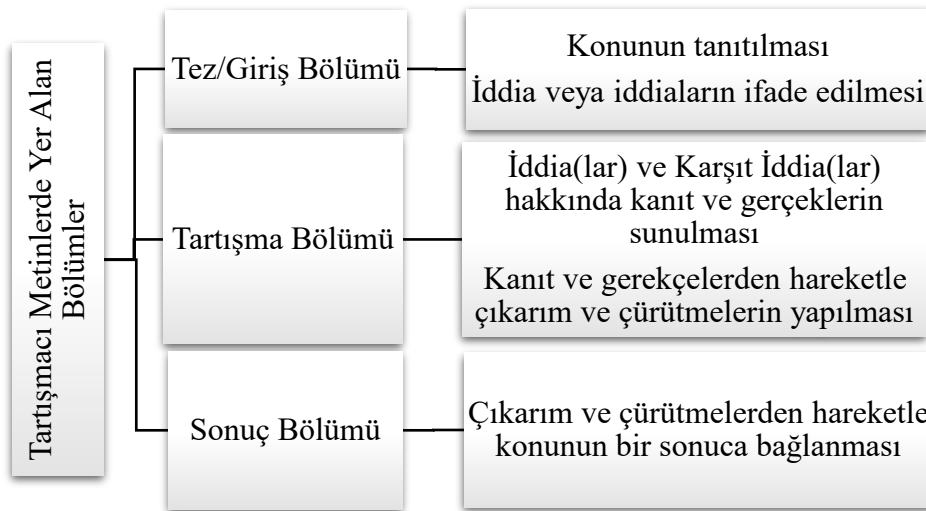 Tartışmacı Metinlerde Yer Alan
Bölümler
Tez/Giriş Bölümü
Konunun tanıtılması
İddia veya iddiaların ifade edilmesi
Tartışma Bölümü
İddia(lar) ve Karşıt İddia(lar)
hakkında kanıt ve gerçeklerin
sunulması
Kanıt ve gerekçelerden hareketle
çıkarım ve çürütmelerin yapılması
Sonuç Bölümü
Çıkarım ve çürütmelerden hareketle
konunun bir sonuca bağlanması